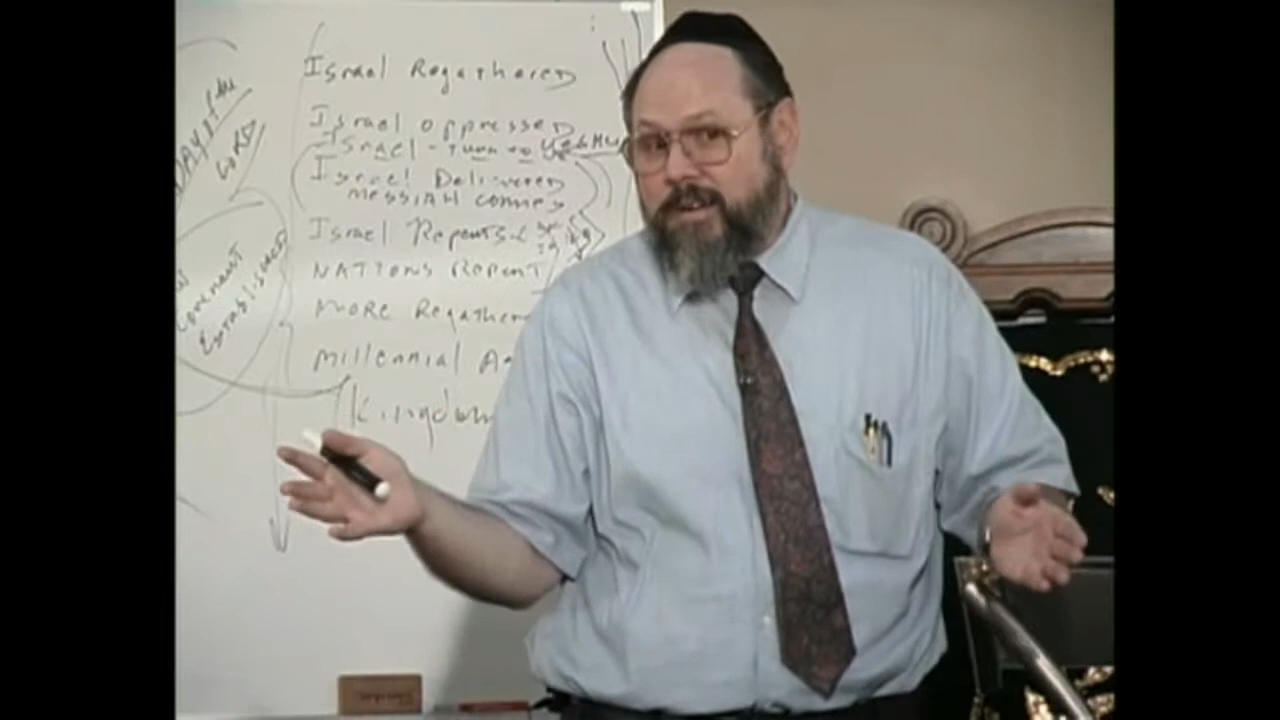 DAY of the
LORD
Israel Regathered
Israel oppressed
Israel - Turn to
Israel Delivered
MESSIAH comes
Israel Repents
NATIONS Repent
MORE Regathere
Millennial
Kingdom
Covenant
Established